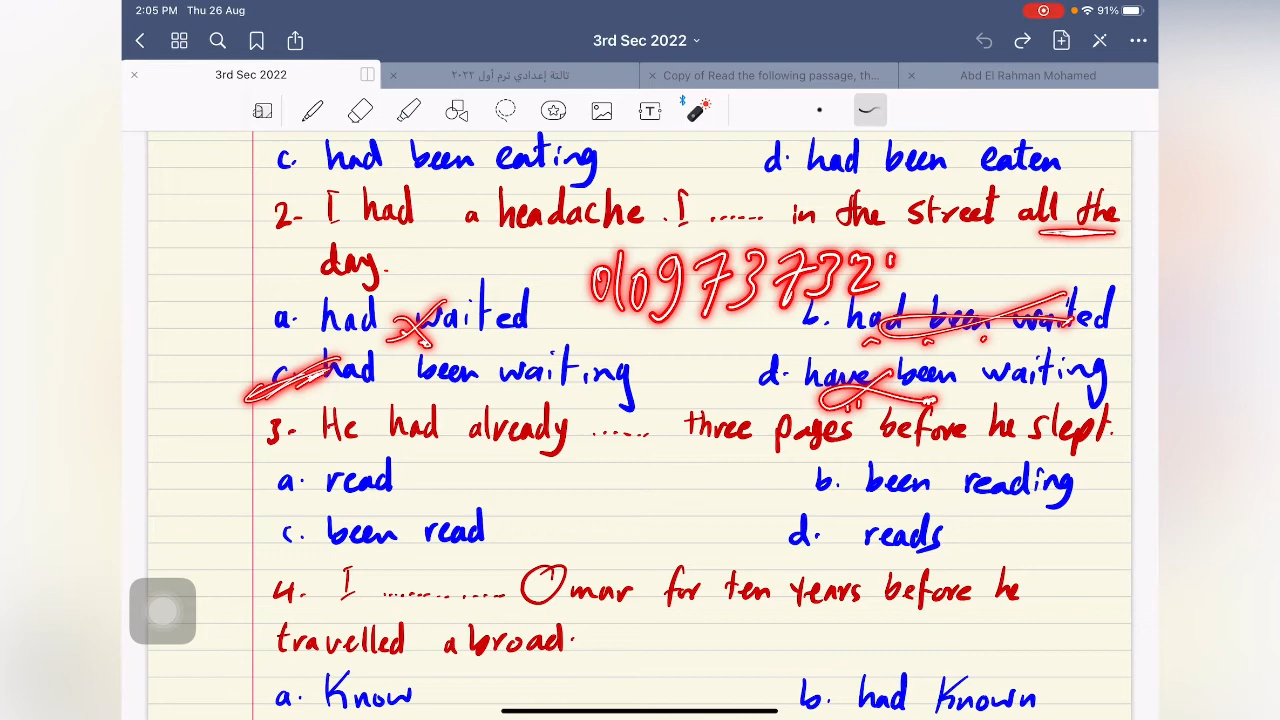 2:05 PM Thu 26 Aug 91%
3rd Sec 2022
3rd Sec 2022 تالتة إعدادي ترم أول ٢٠٢٢ Copy of Read the following passage, th... Abd El Rahman Mohamed
c. had been eating d. had been eaten
2- I had a headache. I ...... in the street all the
day.
010973732
a. had waited b. had been waited
c. had been waiting d. have been waiting
3- He had already ...... three pages before he slept.
a. read b. been reading
c. been read d. reads
4. I ............. Omar for ten years before he
travelled abroad.
a. Know b. had Known